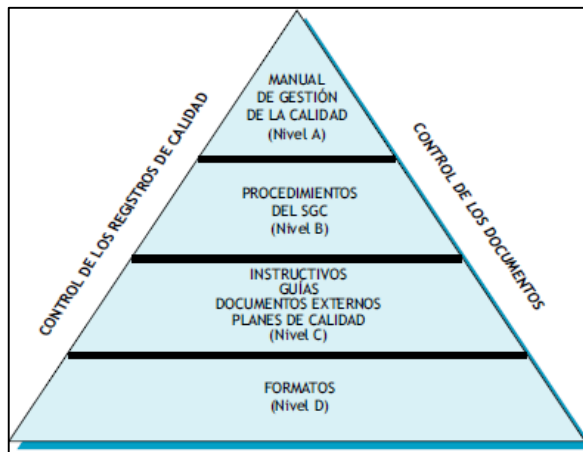 CONTROL DE LOS REGISTROS DE CALIDAD
MANUAL
DE GESTIÓN
DE LA CALIDAD
(Nivel A)
PROCEDIMIENTOS
DEL SGC
(Nivel B)
INSTRUCTIVOS
GUÍAS
DOCUMENTOS EXTERNOS
PLANES DE CALIDAD
(Nivel C)
FORMATOS
(Nivel D)
CONTROL DE LOS DOCUMENTOS